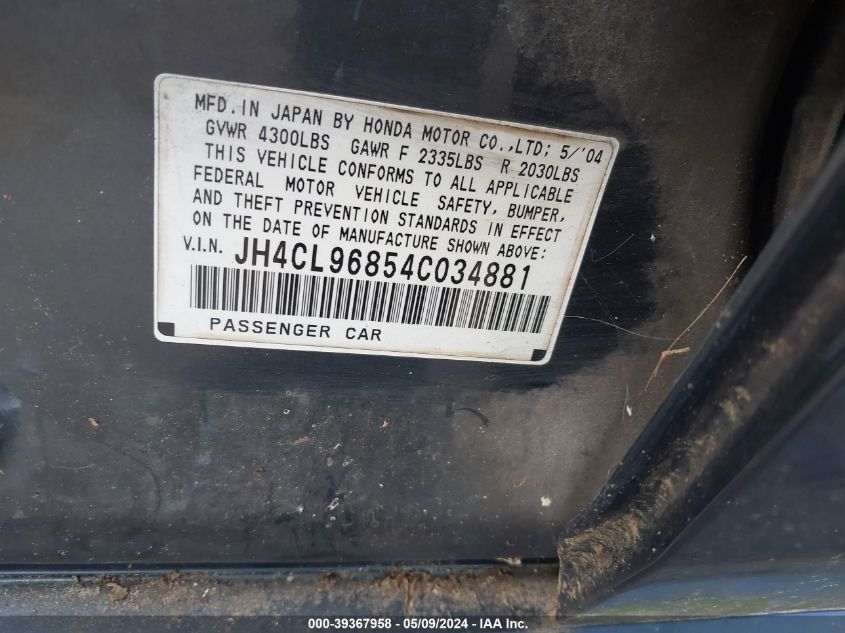 MFD. IN JAPAN BY HONDA MOTOR CO.,LTD; 5/'04
GVWR 4300LBS GAWR F 2335LBS R 2030LBS
THIS VEHICLE CONFORMS TO ALL APPLICABLE
FEDERAL MOTOR VEHICLE SAFETY, BUMPER,
AND THEFT PREVENTION STANDARDS IN EFFECT
ON THE DATE OF MANUFACTURE SHOWN ABOVE:
V.I.N. JH4CL96854C034881
PASSENGER CAR
000-39367958 - 05/09/2024 - IAA Inc.